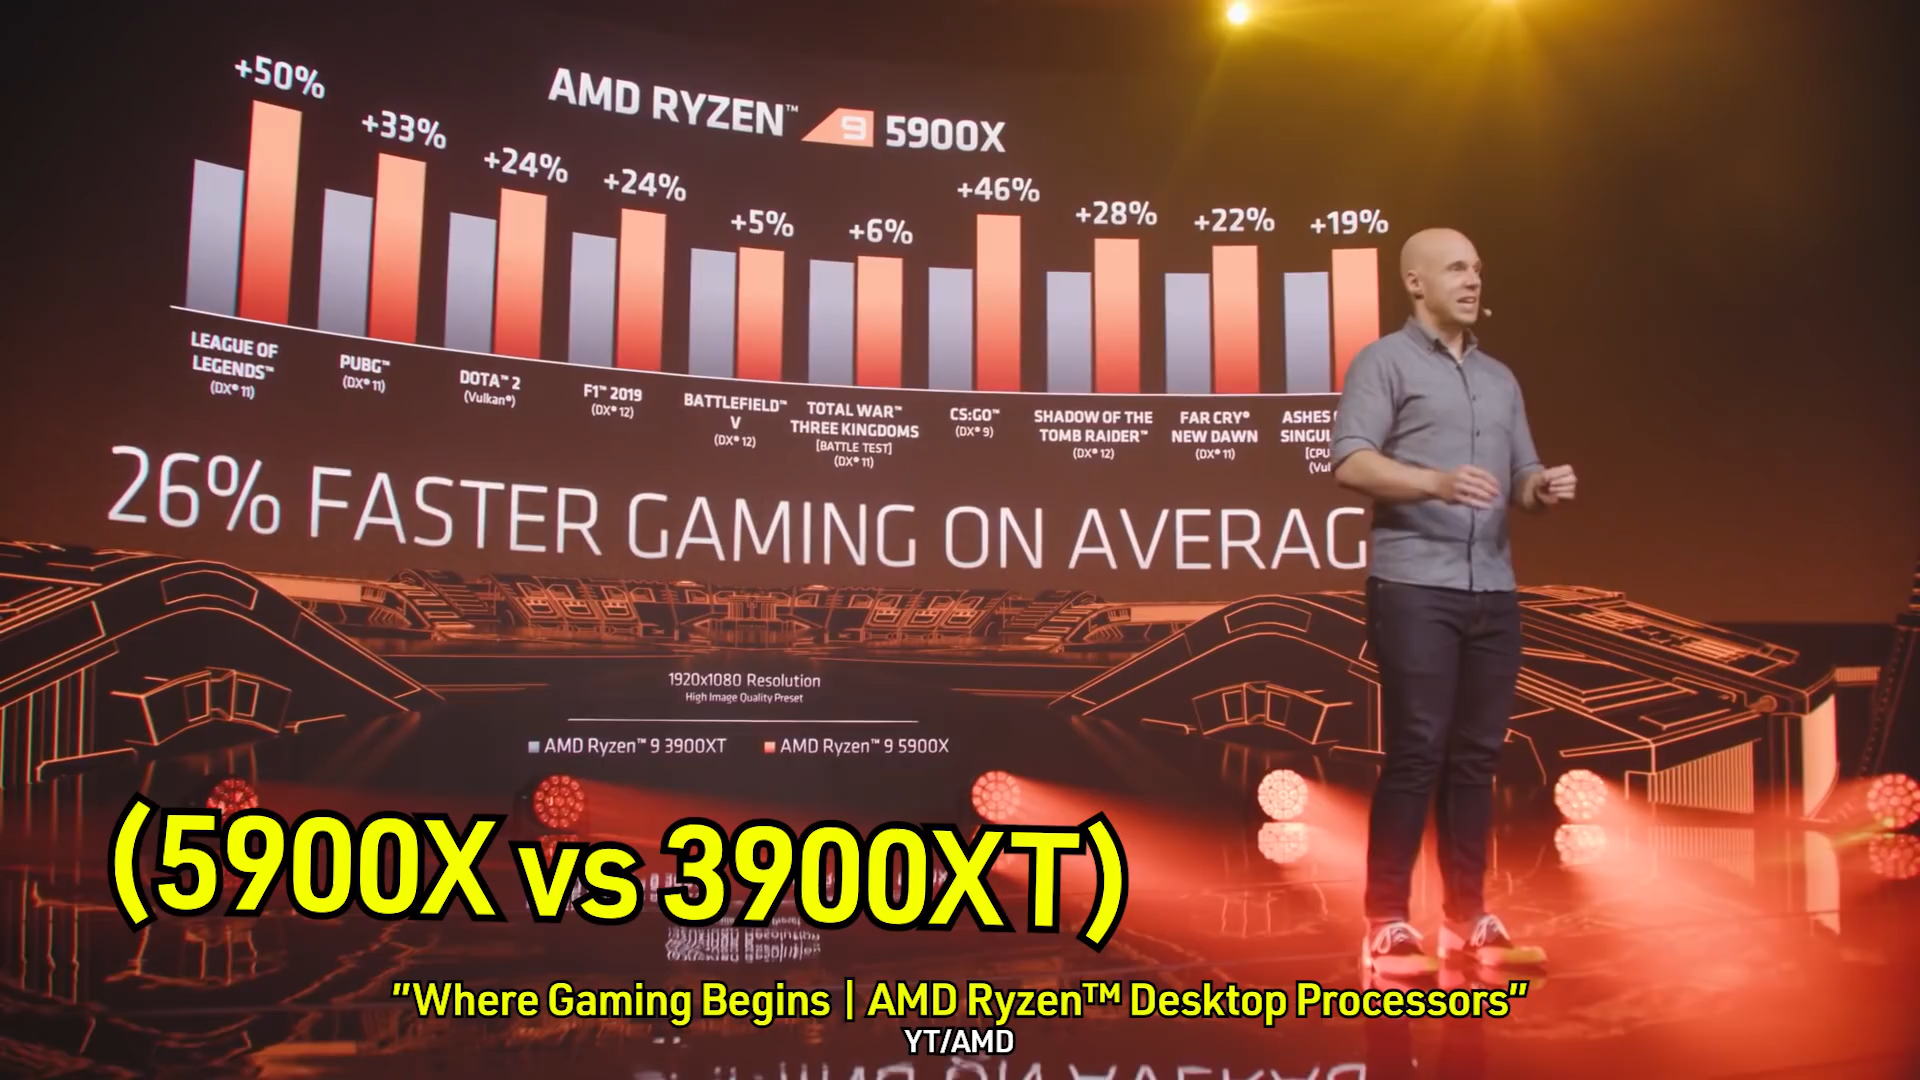 +50%
+33%
+24%
+24%
+5%
+6%
+46%
+28%
+22%
+19%
AMD RYZEN™ 9 5900X
LEAGUE OF
LEGENDS™
(DX® 11)
PUBG™
(DX® 11)
DOTA™ 2
(Vulkan®)
F1™ 2019
(DX® 12)
BATTLEFIELD™
V
(DX® 12)
TOTAL WAR™
THREE KINGDOMS
[BATTLE TEST]
(DX® 11)
CS:GO™
(DX® 9)
SHADOW OF THE
TOMB RAIDER™
(DX® 12)
FAR CRY®
NEW DAWN
(DX® 11)
ASHES
SINGUL
[CPU
(Vul
26% FASTER GAMING ON AVERAG
1920x1080 Resolution
High Image Quality Preset
AMD Ryzen™ 9 3900XT
AMD Ryzen™ 9 5900X
(5900X vs 3900XT)
"Where Gaming Begins | AMD Ryzen™ Desktop Processors"
YT/AMD